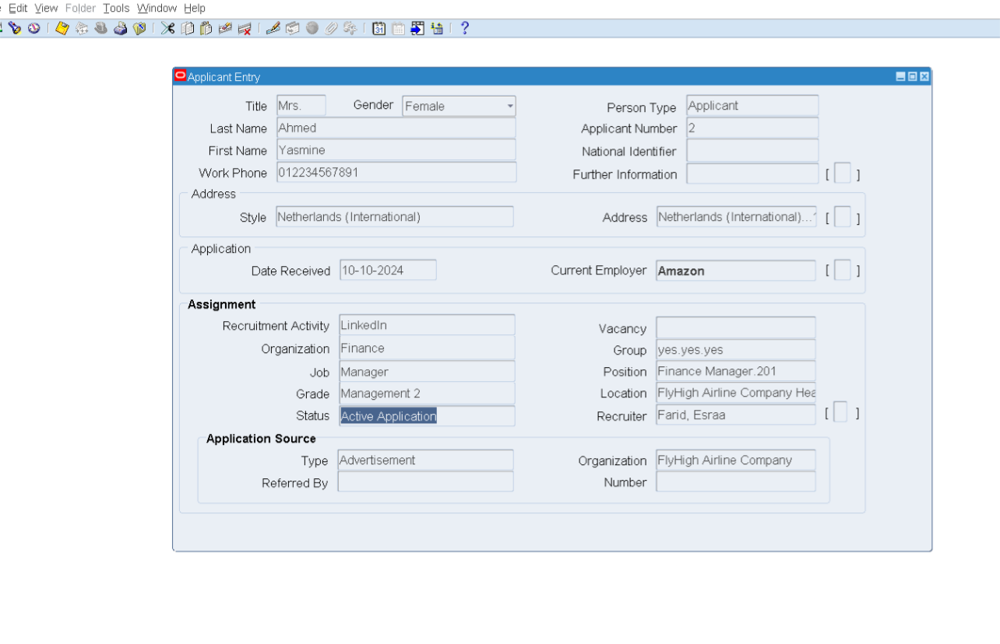 Edit View Folder Tools Window Help
31 ?
Applicant Entry
Title Mrs. Gender Female Person Type Applicant
Last Name Ahmed Applicant Number 2
First Name Yasmine National Identifier
Work Phone 012234567891 Further Information [ ]
Address
Style Netherlands (International) Address Netherlands (International)... [ ]
Application
Date Received 10-10-2024 Current Employer Amazon [ ]
Assignment
Recruitment Activity LinkedIn Vacancy
Organization Finance Group yes.yes.yes
Job Manager Position Finance Manager.201
Grade Management 2 Location FlyHigh Airline Company Hea
Status Active Application Recruiter Farid, Esraa [ ]
Application Source
Type Advertisement Organization FlyHigh Airline Company
Referred By Number